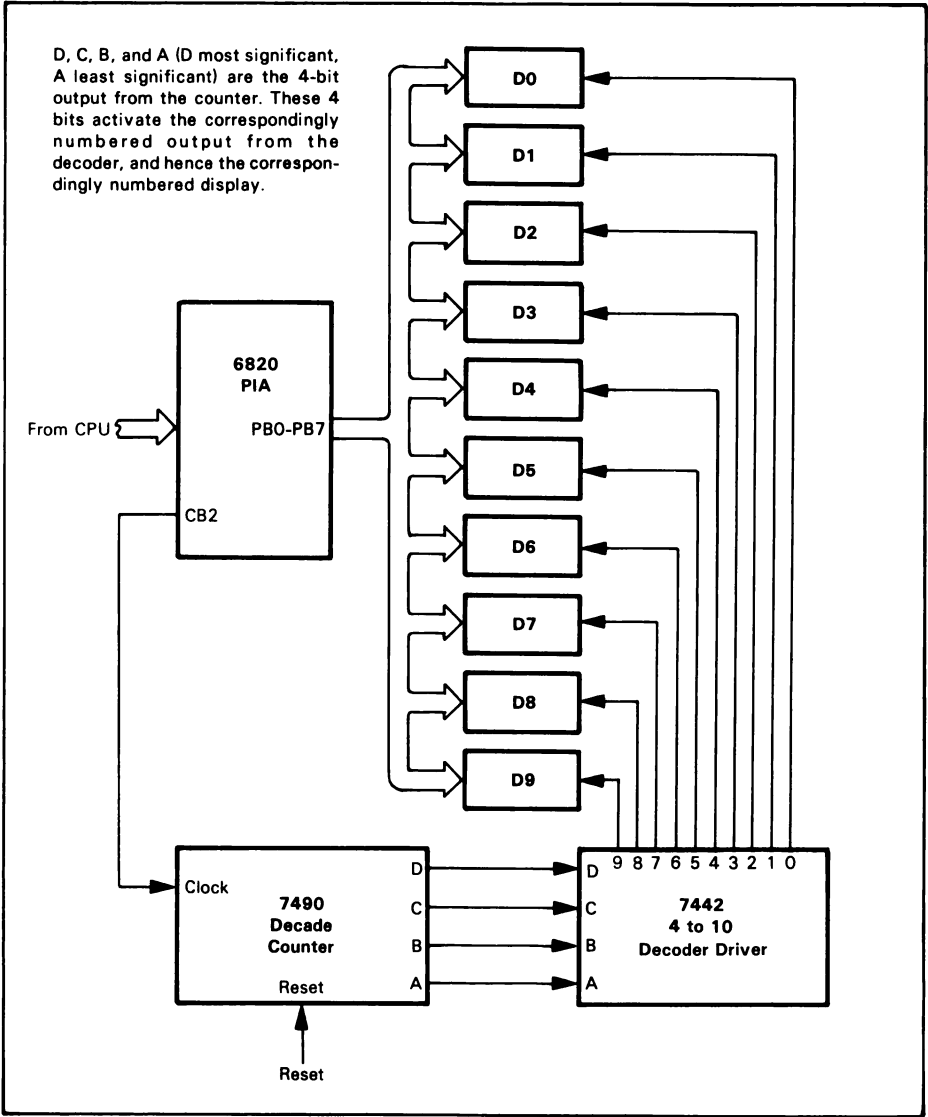 D, C, B, and A (D most significant,
A least significant) are the 4-bit
output from the counter. These 4
bits activate the correspondingly
numbered output from the
decoder, and hence the correspon-
dingly numbered display.
D0
D1
D2
D3
6820
PIA
D4
From CPU
PB0-PB7
D5
CB2
D6
D7
D8
D9
9 8 7 6 5 4 3 2 1 0
Clock
7490
Decade
Counter
Reset
D
C
B
A
D
C
B
A
7442
4 to 10
Decoder Driver
Reset